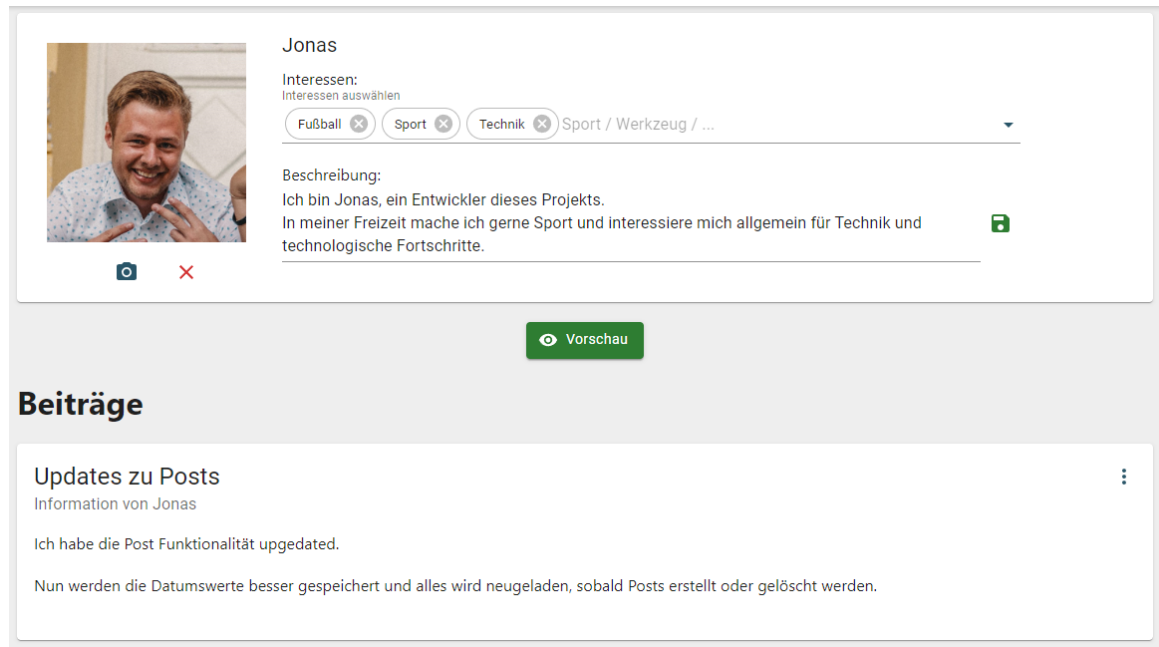 Jonas
Interessen:
Interessen auswählen
Fußball Sport Technik Sport / Werkzeug / ...
Beschreibung:
Ich bin Jonas, ein Entwickler dieses Projekts.
In meiner Freizeit mache ich gerne Sport und interessiere mich allgemein für Technik und
technologische Fortschritte.
Vorschau
Beiträge
Updates zu Posts
Information von Jonas
Ich habe die Post Funktionalität upgedated.
Nun werden die Datumswerte besser gespeichert und alles wird neugeladen, sobald Posts erstellt oder gelöscht werden.